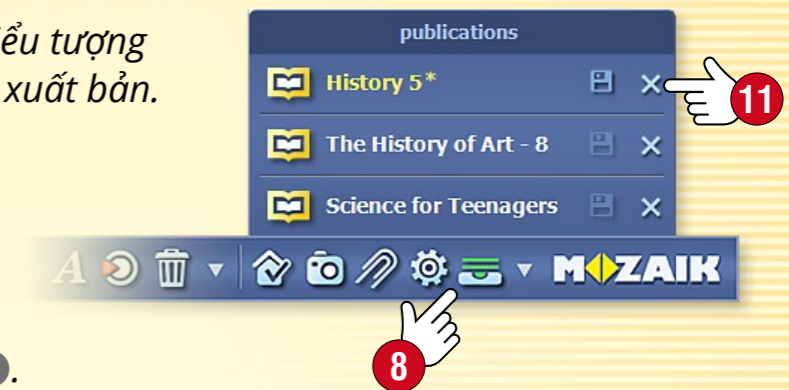 publications
ểu tượng
xuất bản.
History 5*
11
The History of Art - 8
Science for Teenagers
A
MOZAIK
8
.